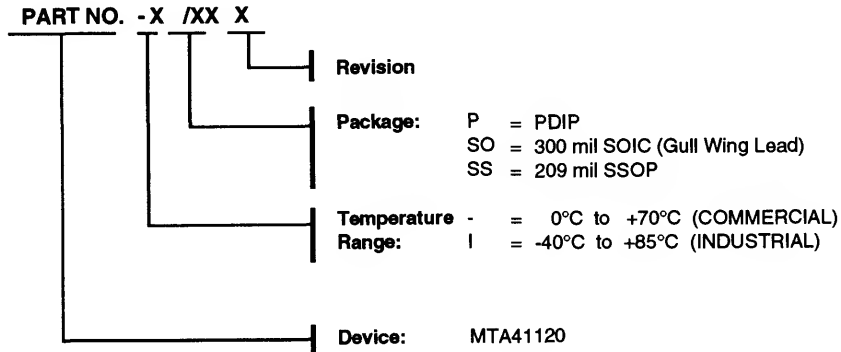 PART NO. -X /XX X
Revision
Package: P = PDIP
SO = 300 mil SOIC (Gull Wing Lead)
SS = 209 mil SSOP
Temperature - = 0°C to +70°C (COMMERCIAL)
Range: I = -40°C to +85°C (INDUSTRIAL)
Device: MTA41120